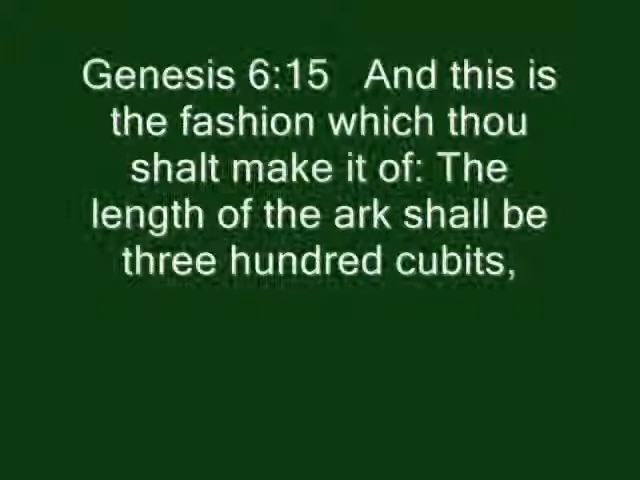 Genesis 6:15   And this is
the fashion which thou
shalt make it of: The
length of the ark shall be
three hundred cubits,